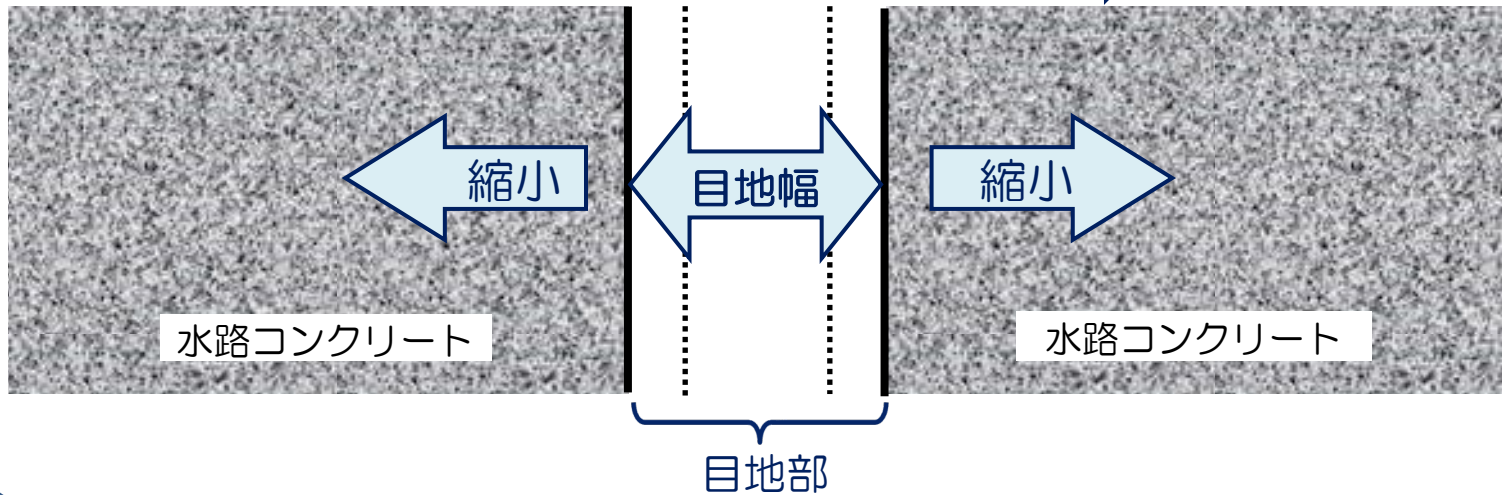 縮小
目地幅
縮小
水路コンクリート
水路コンクリート
目地部